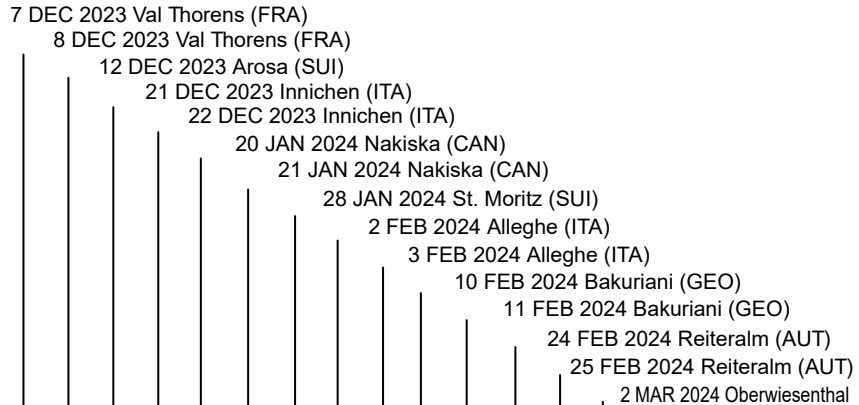 7 DEC 2023 Val Thorens (FRA)
8 DEC 2023 Val Thorens (FRA)
12 DEC 2023 Arosa (SUI)
21 DEC 2023 Innichen (ITA)
22 DEC 2023 Innichen (ITA)
20 JAN 2024 Nakiska (CAN)
21 JAN 2024 Nakiska (CAN)
28 JAN 2024 St. Moritz (SUI)
2 FEB 2024 Alleghe (ITA)
3 FEB 2024 Alleghe (ITA)
10 FEB 2024 Bakuriani (GEO)
11 FEB 2024 Bakuriani (GEO)
24 FEB 2024 Reiteralm (AUT)
25 FEB 2024 Reiteralm (AUT)
2 MAR 2024 Oberwiesenthal